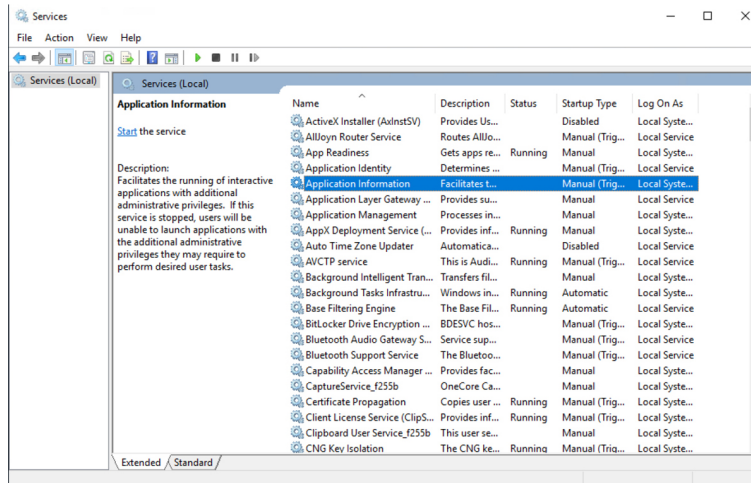 Services
File Action View Help
Services (Local)
Services (Local)
Application Information
Start the service
Description:
Facilitates the running of interactive
applications with additional
administrative privileges. If this
service is stopped, users will be
unable to launch applications with
the additional administrative
privileges they may require to
perform desired user tasks.
Name Description Status Startup Type Log On As
ActiveX Installer (AxInstSV) Provides Us... Disabled Local Syste...
AllJoyn Router Service Routes AllJo... Manual (Trig... Local Service
App Readiness Gets apps re... Running Manual Local Syste...
Application Identity Determines ... Manual (Trig... Local Service
Application Information Facilitates t... Manual (Trig... Local Syste...
Application Layer Gateway ... Provides su... Manual Local Service
Application Management Processes in... Manual Local Syste...
AppX Deployment Service (... Provides inf... Running Manual Local Syste...
Auto Time Zone Updater Automatica... Disabled Local Service
AVCTP service This is Audi... Running Manual (Trig... Local Service
Background Intelligent Tran... Transfers fil... Manual Local Syste...
Background Tasks Infrastru... Windows in... Running Automatic Local Syste...
Base Filtering Engine The Base Fil... Running Automatic Local Service
BitLocker Drive Encryption ... BDESVC hos... Manual (Trig... Local Syste...
Bluetooth Audio Gateway S... Service sup... Manual (Trig... Local Service
Bluetooth Support Service The Bluetoo... Manual (Trig... Local Service
Capability Access Manager ... Provides fac... Manual Local Syste...
CaptureService_f255b OneCore Ca... Manual Local Syste...
Certificate Propagation Copies user ... Running Manual (Trig... Local Syste...
Client License Service (ClipS... Provides inf... Running Manual (Trig... Local Syste...
Clipboard User Service_f255b This user se... Manual Local Syste...
CNG Key Isolation The CNG ke... Running Manual (Trig... Local Syste...
Extended Standard